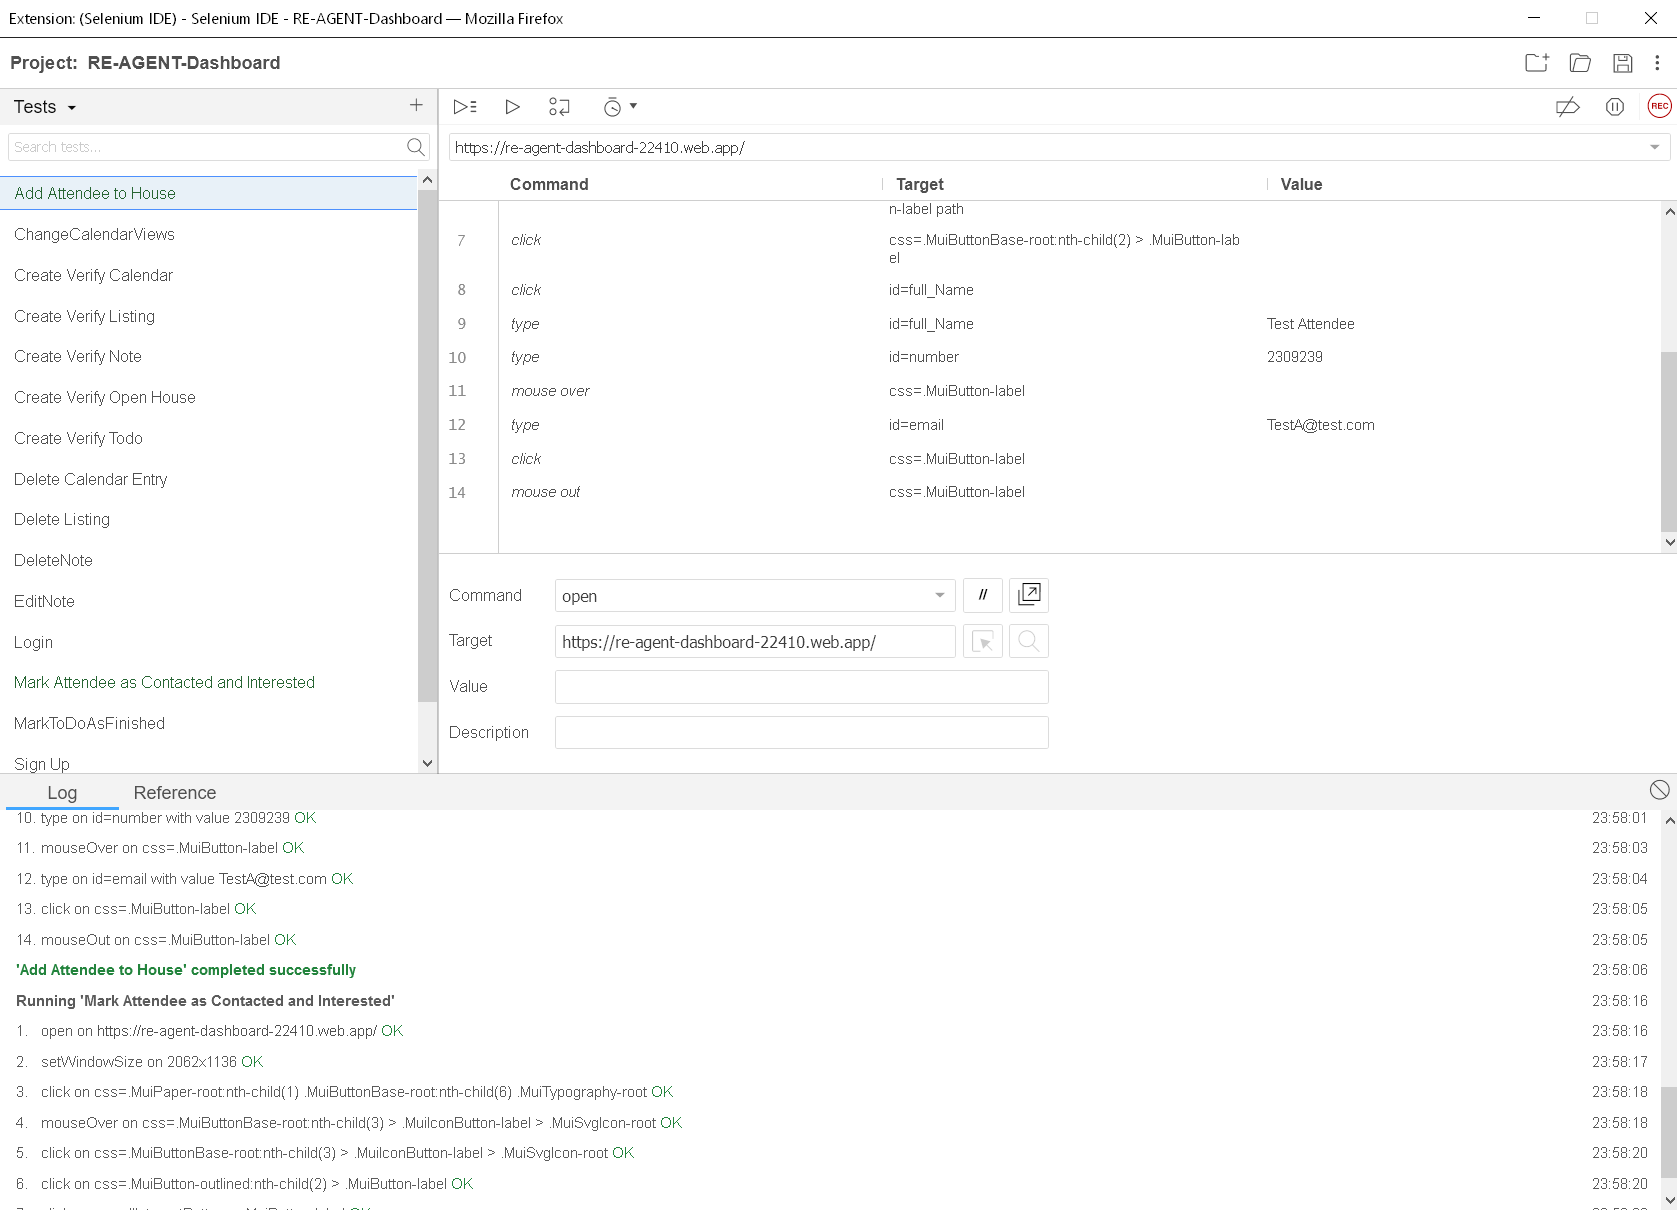 Extension: (Selenium IDE) - Selenium IDE - RE-AGENT-Dashboard — Mozilla Firefox
Project: RE-AGENT-Dashboard
Tests
REC
Search tests...
https://re-agent-dashboard-22410.web.app/
Add Attendee to House
ChangeCalendarViews
Create Verify Calendar
Create Verify Listing
Create Verify Note
Create Verify Open House
Create Verify Todo
Delete Calendar Entry
Delete Listing
DeleteNote
EditNote
Login
Mark Attendee as Contacted and Interested
MarkToDoAsFinished
Sign Up
Command Target Value
n-label path
7 click css=.MuiButtonBase-root:nth-child(2) > .MuiButton-lab
el
8 click id=full_Name
9 type id=full_Name Test Attendee
10 type id=number 2309239
11 mouse over css=.MuiButton-label
12 type id=email TestA@test.com
13 click css=.MuiButton-label
14 mouse out css=.MuiButton-label
Command open //
Target https://re-agent-dashboard-22410.web.app/
Value
Description
Log Reference
10. type on id=number with value 2309239 OK 23:58:01
11. mouseOver on css=.MuiButton-label OK 23:58:03
12. type on id=email with value TestA@test.com OK 23:58:04
13. click on css=.MuiButton-label OK 23:58:05
14. mouseOut on css=.MuiButton-label OK 23:58:05
'Add Attendee to House' completed successfully 23:58:06
Running 'Mark Attendee as Contacted and Interested' 23:58:16
1. open on https://re-agent-dashboard-22410.web.app/ OK 23:58:16
2. setWindowSize on 2062x1136 OK 23:58:17
3. click on css=.MuiPaper-root:nth-child(1) .MuiButtonBase-root:nth-child(6) .MuiTypography-root OK 23:58:18
4. mouseOver on css=.MuiButtonBase-root:nth-child(3) > .MuiIconButton-label > .MuiSvgIcon-root OK 23:58:18
5. click on css=.MuiButtonBase-root:nth-child(3) > .MuiIconButton-label > .MuiSvgIcon-root OK 23:58:20
6. click on css=.MuiButton-outlined:nth-child(2) > .MuiButton-label OK 23:58:20